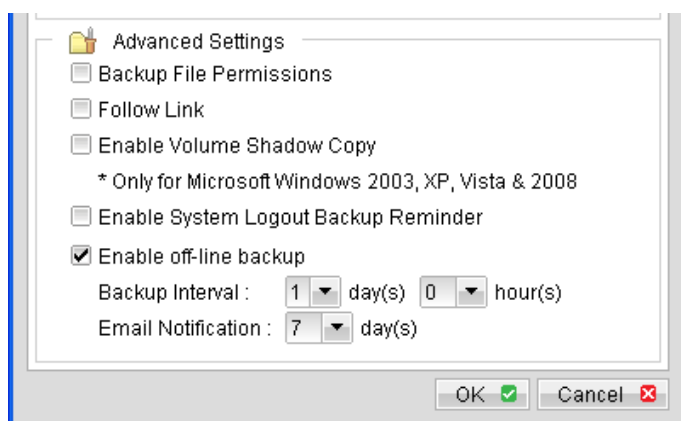 Advanced Settings
Backup File Permissions
Follow Link
Enable Volume Shadow Copy
* Only for Microsoft Windows 2003, XP, Vista & 2008
Enable System Logout Backup Reminder
Enable off-line backup
Backup Interval : 1 day(s) 0 hour(s)
Email Notification : 7 day(s)
OK Cancel